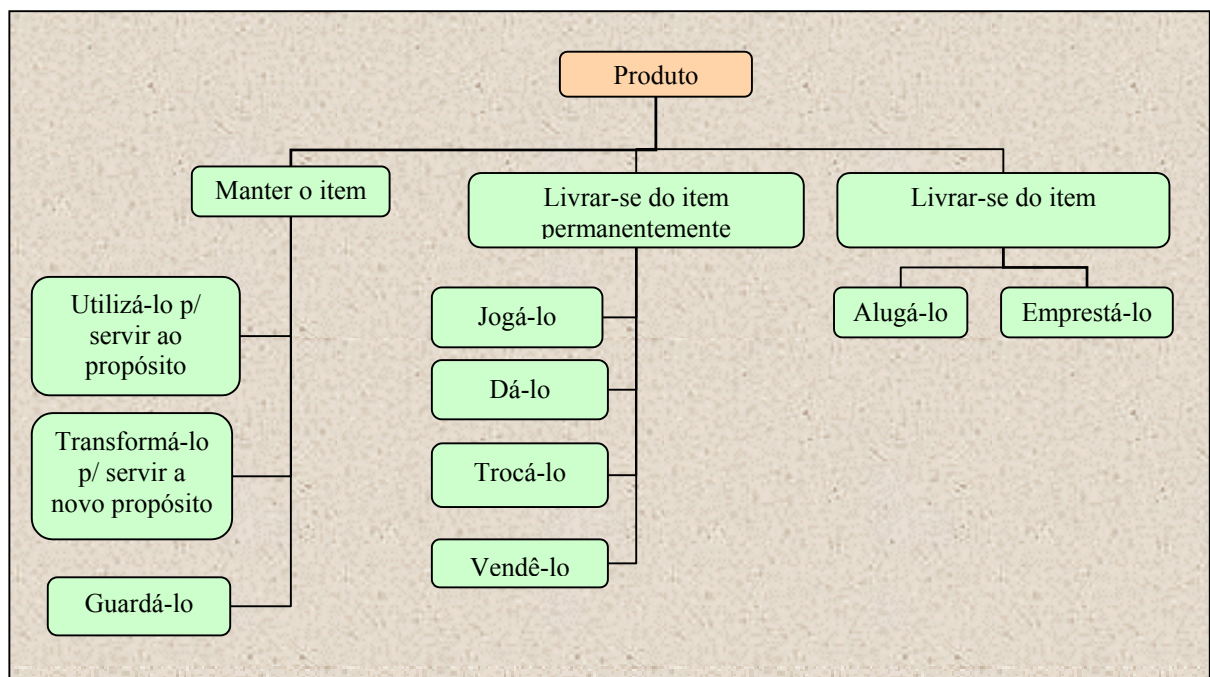 Produto
Manter o item
Utilizá-lo p/
servir ao
propósito
Transformá-lo
p/ servir a
novo propósito
Guardá-lo
Livrar-se do item
permanentemente
Jogá-lo
Dá-lo
Trocá-lo
Vendê-lo
Livrar-se do item
Alugá-lo
Emprestá-lo